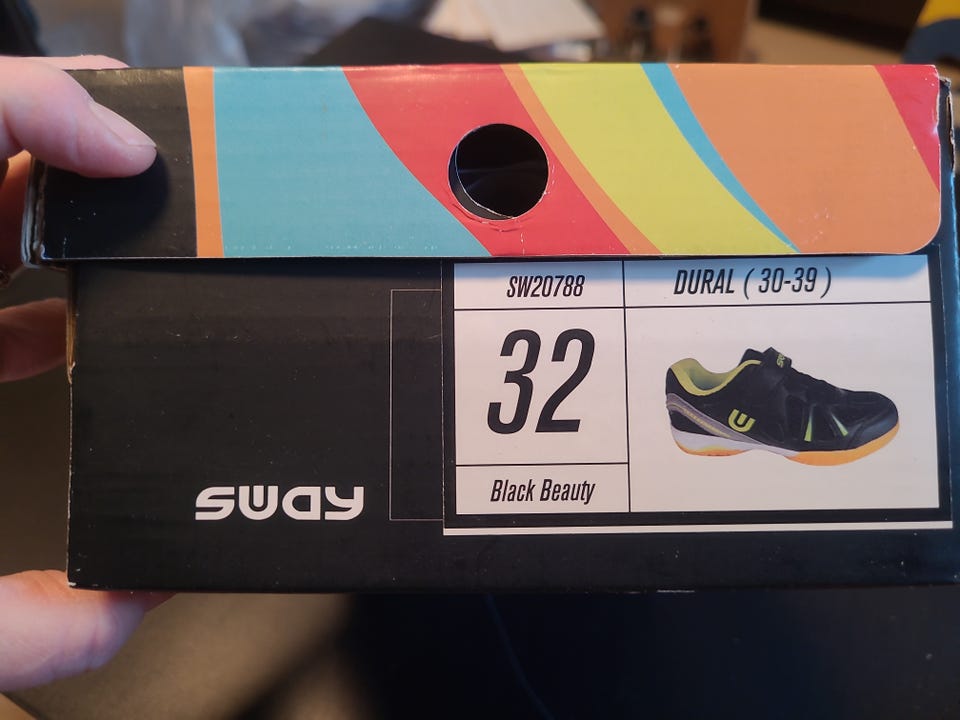 SW20788
DURAL ( 30-39 )
32
Black Beauty
SWAY